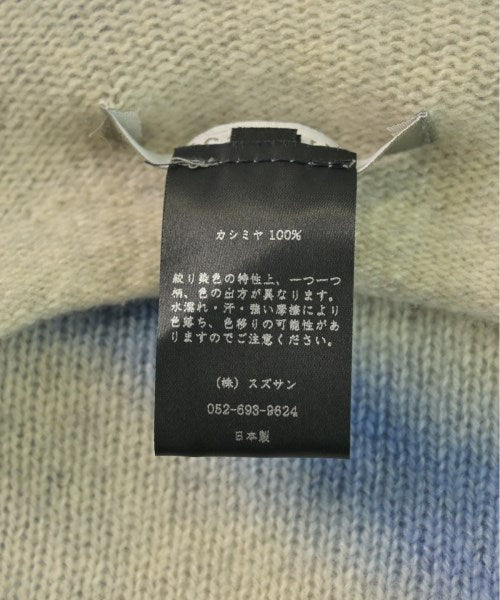 カシミヤ 100%
絞り染色の特性上、一つ一つ
柄、色の出方が異なります。
水濡れ・汗・強い摩擦により
色落ち、色移りの可能性があ
りますのでご注意ください。
(株) スズサン
052-693-9624
日本製